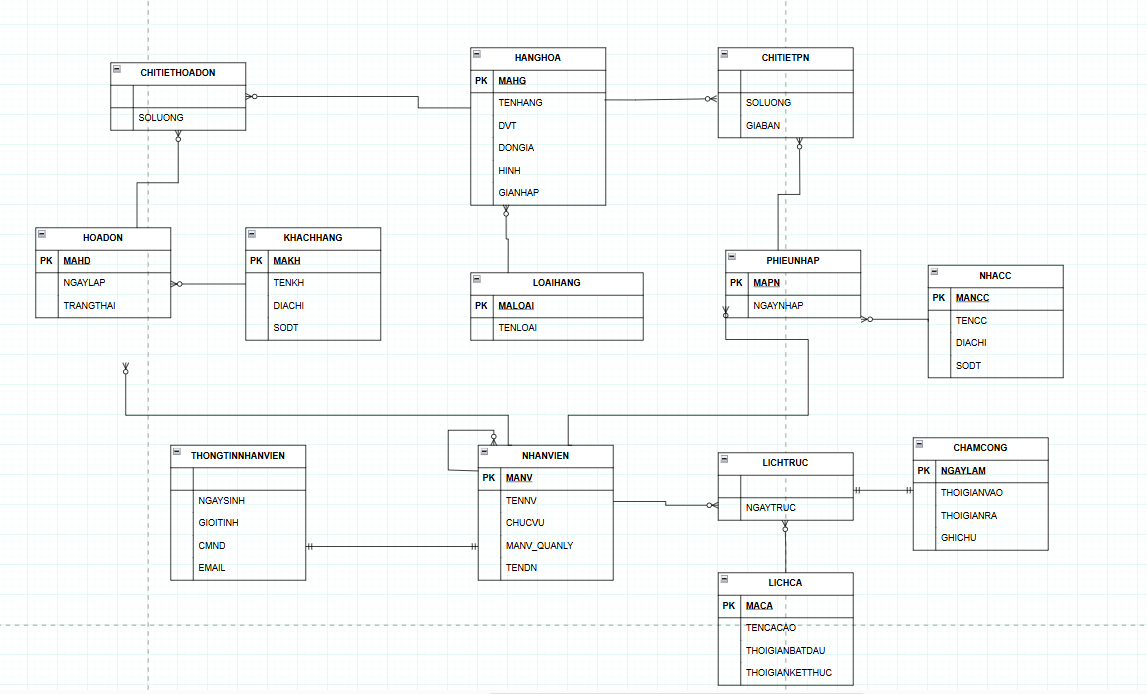 CHITIETHOADON
SOLUONG
HANGHOA
PK MAHG
TENHANG
DVT
DONGIA
HINH
GIANHAP
CHITIETPN
SOLUONG
GIABAN
HOADON
PK MAHD
NGAYLAP
TRANGTHAI
KHACHHANG
PK MAKH
TENKH
DIACHI
SODT
LOAIHANG
PK MALOAI
TENLOAI
PHIEUNHAP
PK MAPN
NGAYNHAP
NHACC
PK MANCC
TENCC
DIACHI
SODT
THONGTINNHANVIEN
NGAYSINH
GIOITINH
CMND
EMAIL
NHANVIEN
PK MANV
TENNV
CHUCVU
MANV_QUANLY
TENDN
LICHTRUC
NGAYTRUC
CHAMCONG
PK NGAYLAM
THOIGIANVAO
THOIGIANRA
GHICHU
LICHCA
PK MACA
TENCACAO
THOIGIANBATDAU
THOIGIANKETTHUC